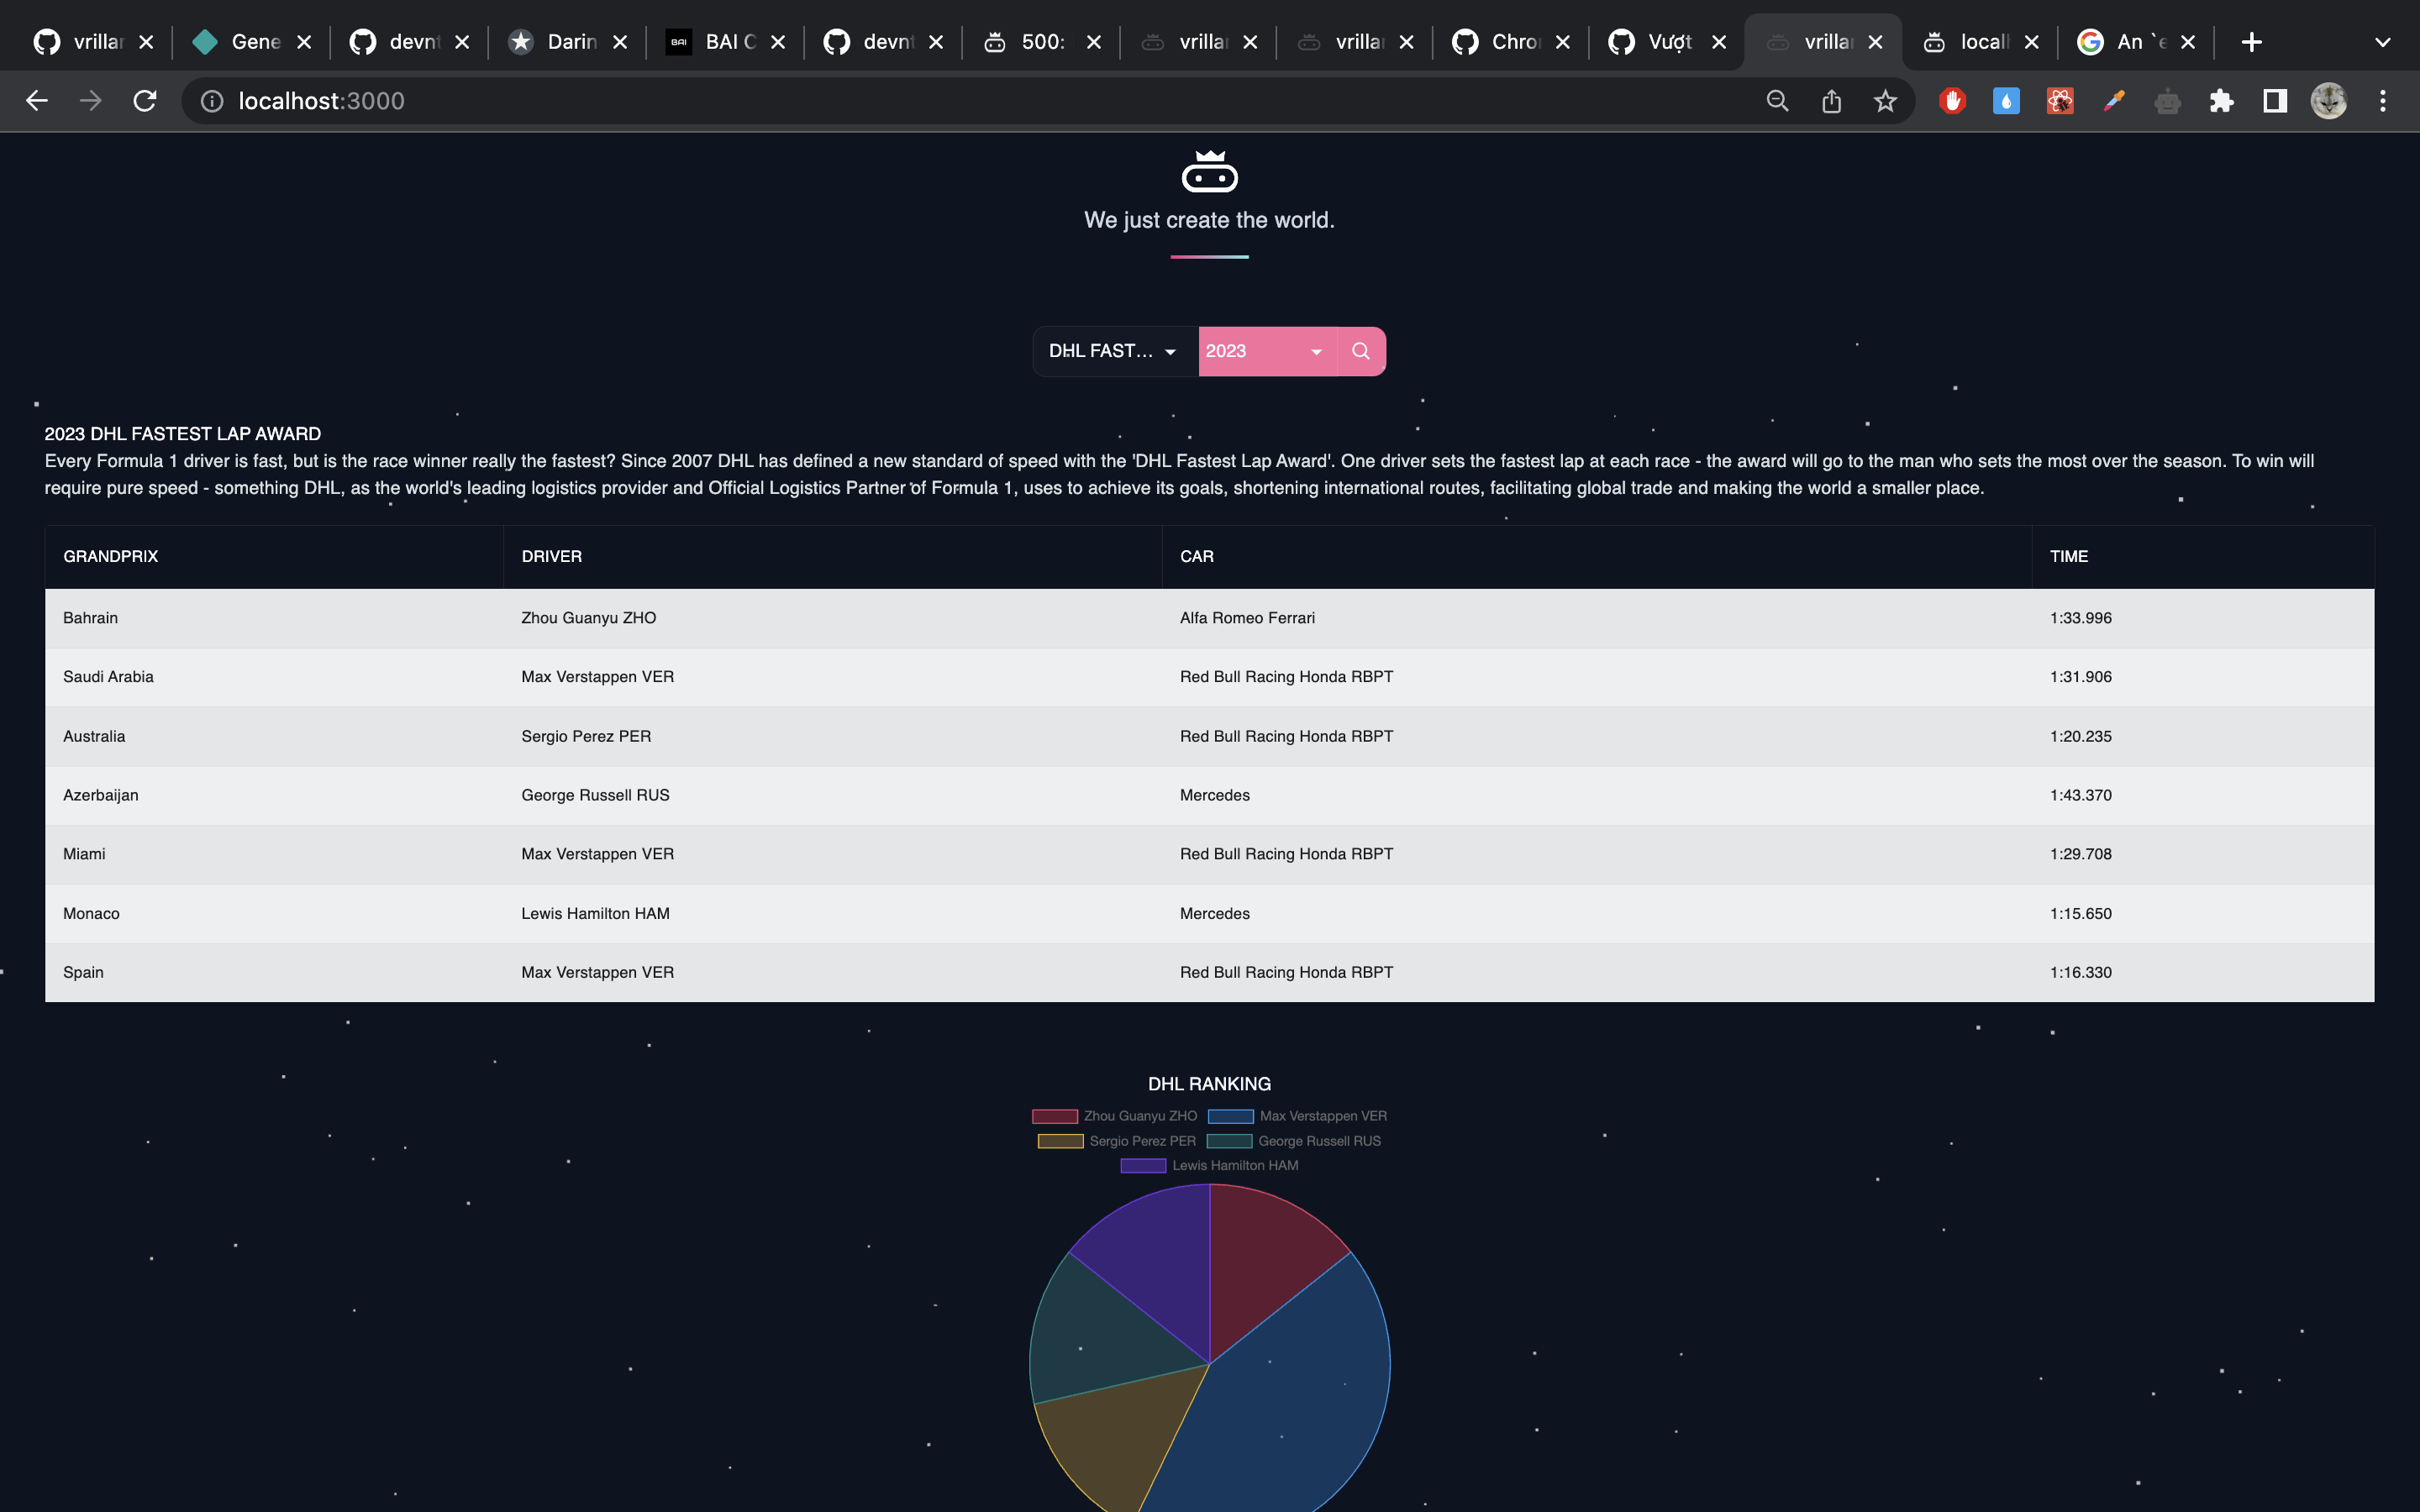 vrillar Gene devnt Darin BAI BAI C devnt 500: vrillar vrillar Chro Vượt vrillar local An `e
localhost:3000
We just create the world.
DHL FAST... 2023
2023 DHL FASTEST LAP AWARD
Every Formula 1 driver is fast, but is the race winner really the fastest? Since 2007 DHL has defined a new standard of speed with the 'DHL Fastest Lap Award'. One driver sets the fastest lap at each race - the award will go to the man who sets the most over the season. To win will
require pure speed - something DHL, as the world's leading logistics provider and Official Logistics Partner of Formula 1, uses to achieve its goals, shortening international routes, facilitating global trade and making the world a smaller place.
GRANDPRIX DRIVER CAR TIME
Bahrain Zhou Guanyu ZHO Alfa Romeo Ferrari 1:33.996
Saudi Arabia Max Verstappen VER Red Bull Racing Honda RBPT 1:31.906
Australia Sergio Perez PER Red Bull Racing Honda RBPT 1:20.235
Azerbaijan George Russell RUS Mercedes 1:43.370
Miami Max Verstappen VER Red Bull Racing Honda RBPT 1:29.708
Monaco Lewis Hamilton HAM Mercedes 1:15.650
Spain Max Verstappen VER Red Bull Racing Honda RBPT 1:16.330
DHL RANKING
Zhou Guanyu ZHO Max Verstappen VER
Sergio Perez PER George Russell RUS
Lewis Hamilton HAM